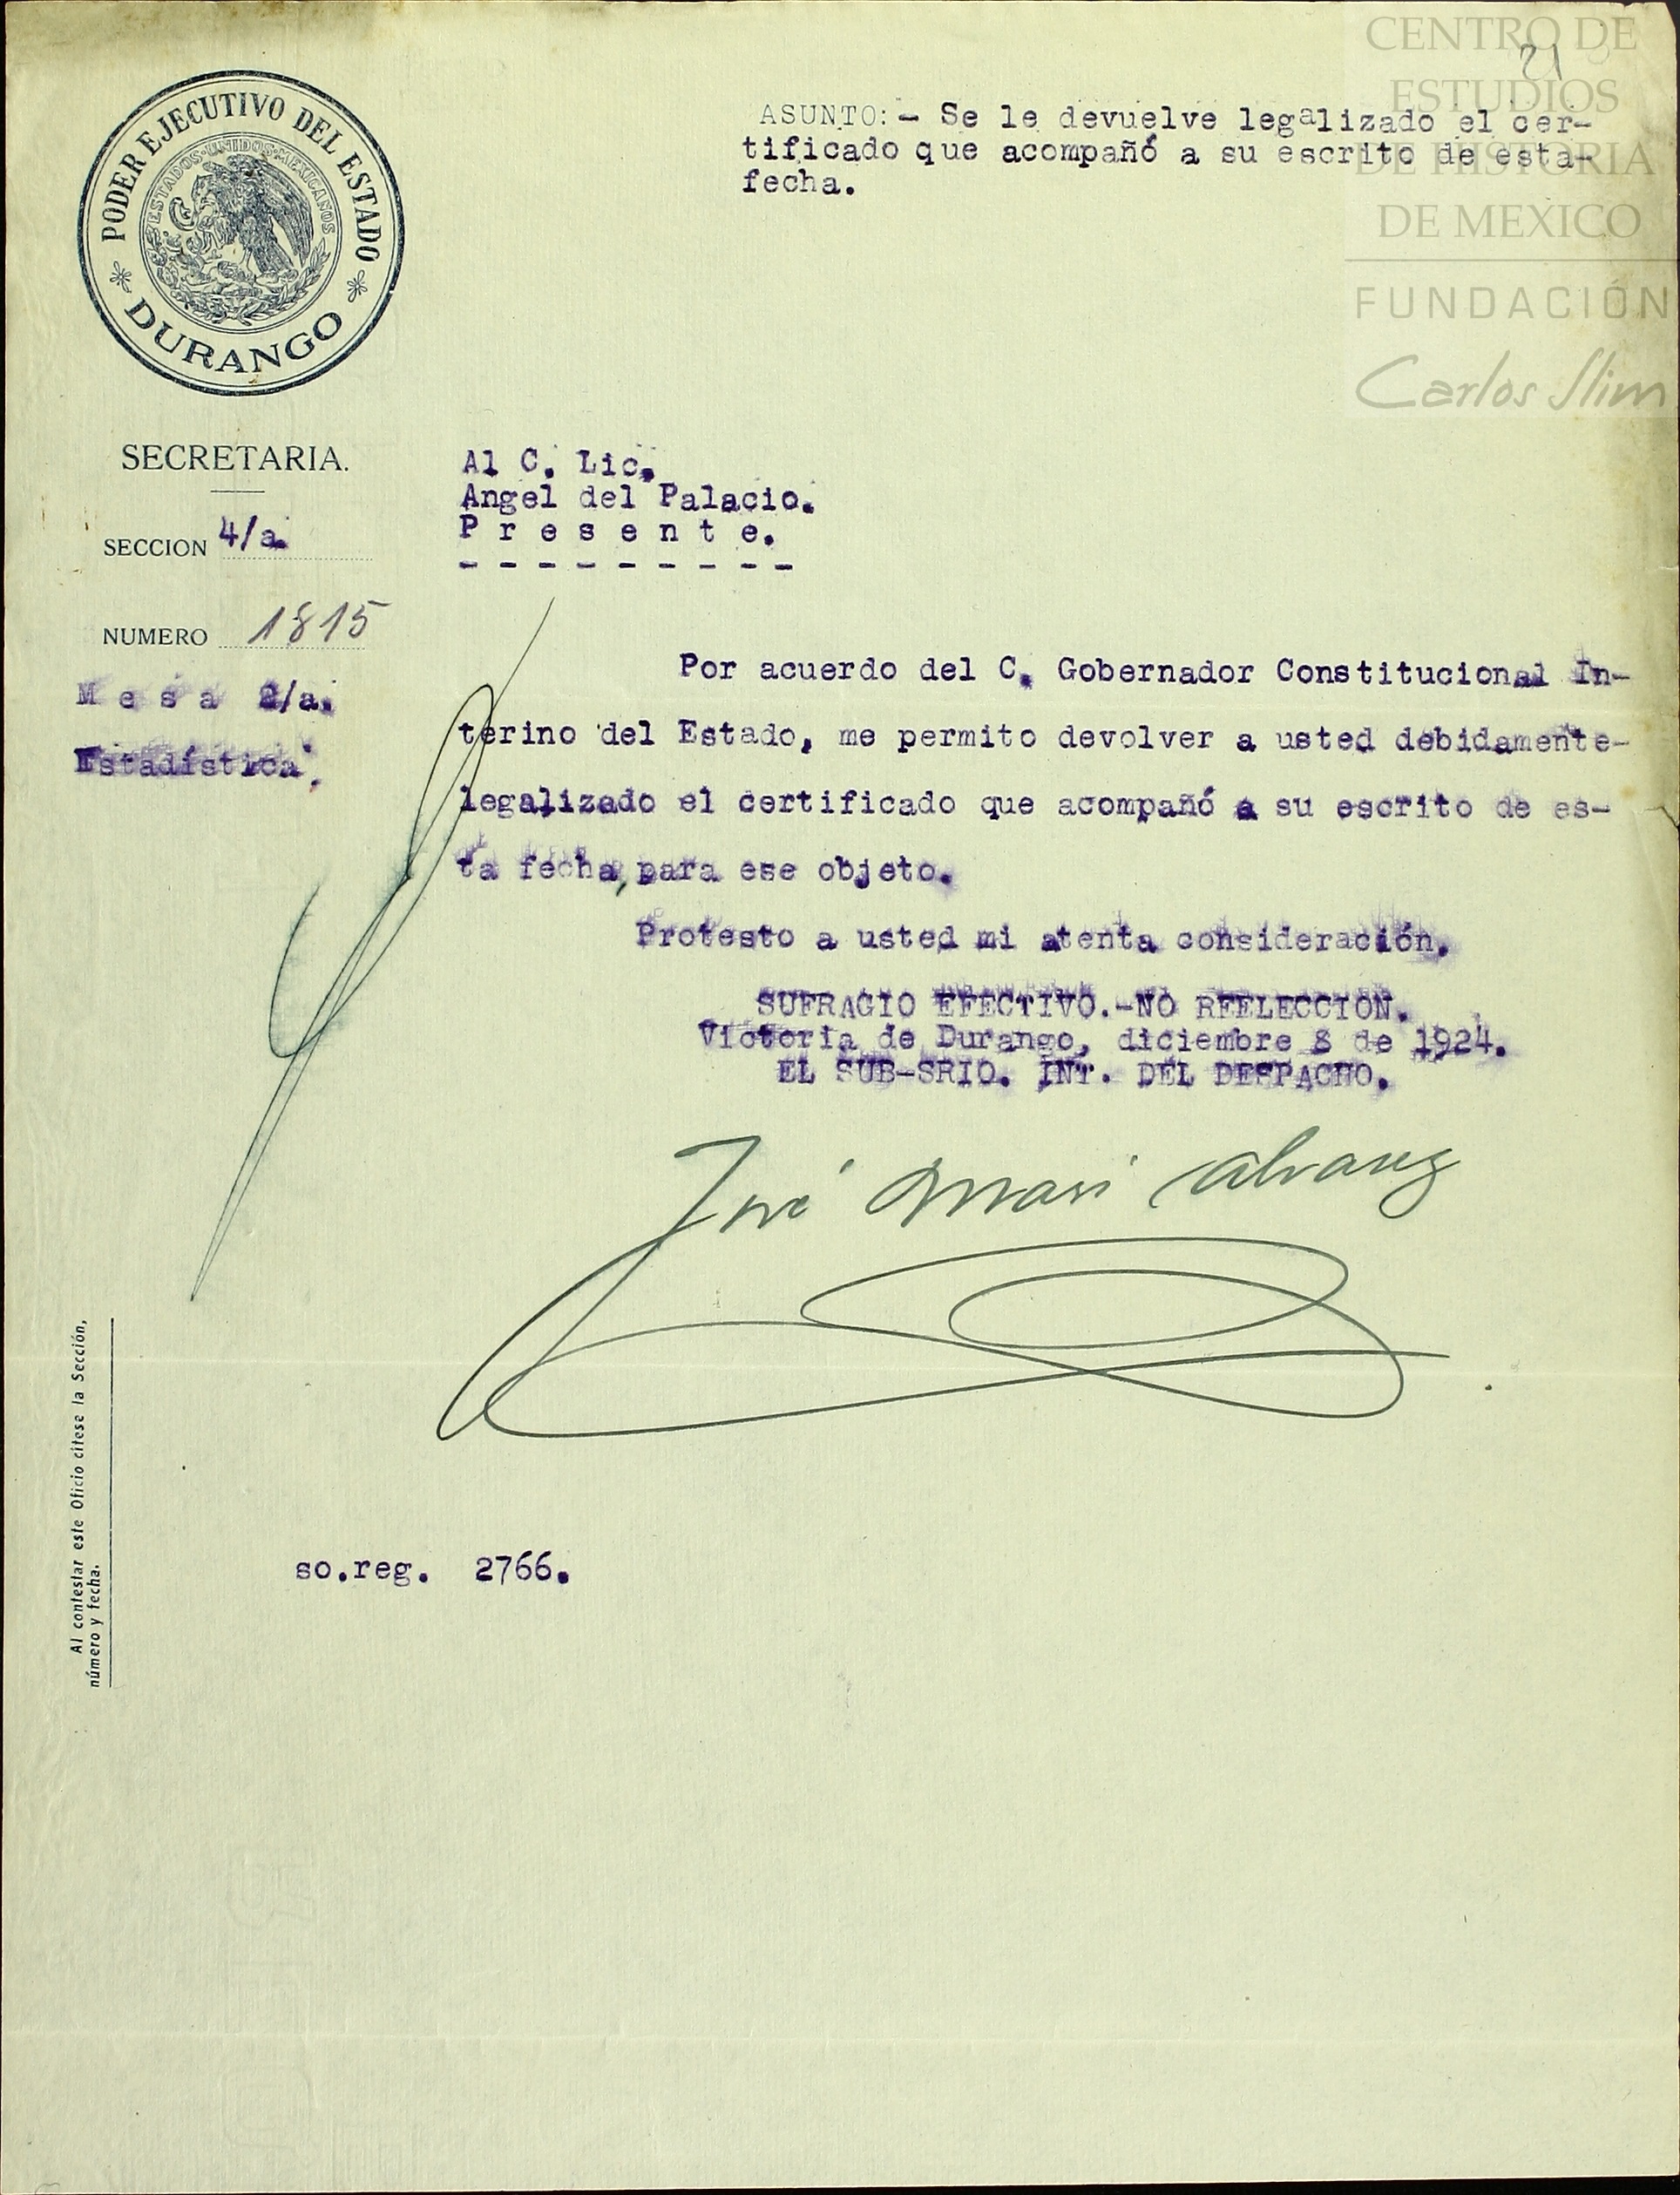 CENTRO DE
ESTUDIOS
DE HISTORIA
DE MEXICO
FUNDACIÓN
Carlos Slim
21
PODER EJECUTIVO DEL ESTADO
ESTADOS UNIDOS MEXICANOS
DURANGO
ASUNTO:- Se le devuelve legalizado el cer-
tificado que acompañó a su escrito de esta-
fecha.
SECRETARIA.
SECCION 4/a.
NUMERO 1815
Mesa 2/a.
Estadística.
Al C. Lic.
Angel del Palacio.
Presente.
- - - - - - - - -
Por acuerdo del C. Gobernador Constitucional In-
terino del Estado, me permito devolver a usted debidamente-
legalizado el certificado que acompañó a su escrito de es-
ta fecha, para ese objeto.
Protesto a usted mi atenta consideración.
SUFRAGIO EFECTIVO.-NO REELECCION.
Victoria de Durango, diciembre 8 de 1924.
EL SUB-SRIO. INT. DEL DESPACHO.
José Alvarez
so.reg. 2766.
Al contestar este Oficio cítese la Sección,
número y fecha.